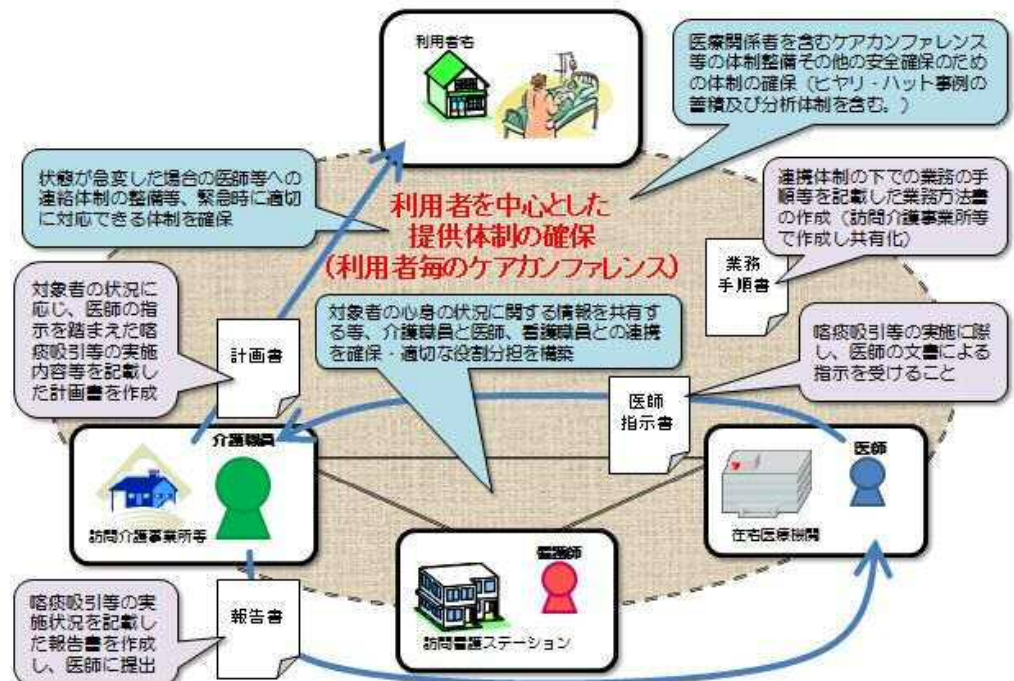 利用者宅
医療関係者を含むケアカンファレンス
等の体制整備その他の安全確保のため
の体制の確保（ヒヤリ・ハット事例の
蓄積及び分析体制を含む。）
状態が急変した場合の医師等への
連絡体制の整備等、緊急時に適切
に対応できる体制を確保
利用者を中心とした
提供体制の確保
（利用者毎のケアカンファレンス）
連携体制の下での業務の手
順等を記載した業務方法書
の作成（訪問介護事業所等
で作成し共有化）
業務
手順書
対象者の状況に
応じ、医師の指
示を踏まえた喀
痰吸引等の実施
内容等を記載し
た計画書を作成
計画書
対象者の心身の状況に関する情報を共有す
る等、介護職員と医師、看護職員との連携
を確保・適切な役割分担を構築
喀痰吸引等の実施に際
し、医師の文書による
指示を受けること
医師
指示書
介護職員
訪問介護事業所等
医師
在宅医療機関
看護師
訪問看護ステーション
喀痰吸引等の実
施状況を記載し
た報告書を作成
し、医師に提出
報告書